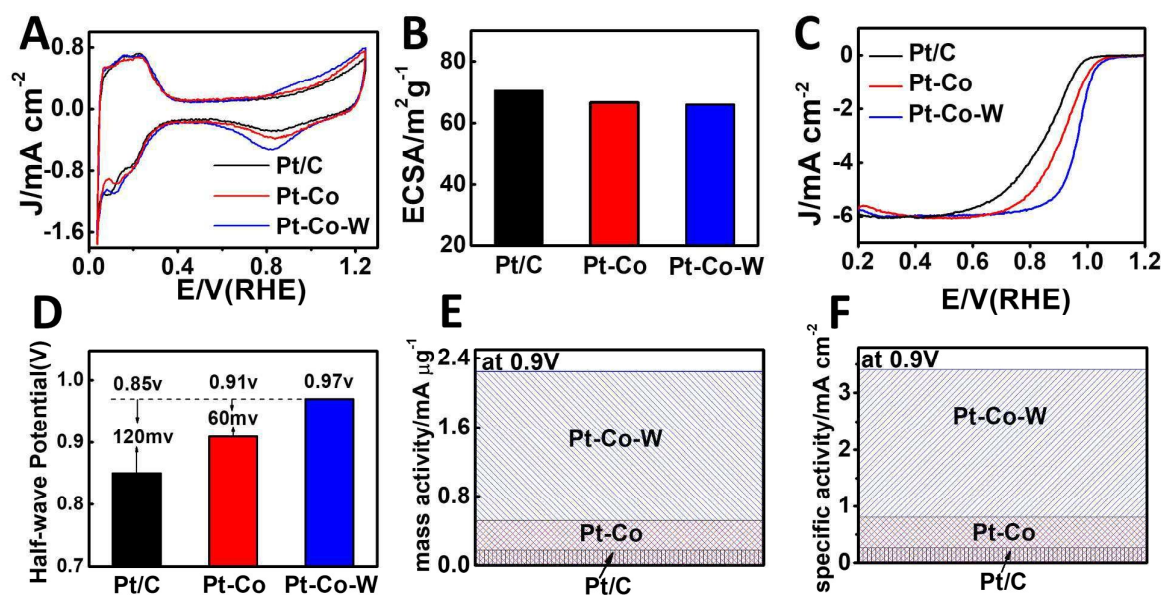 A
J/mA cm-2
0.8
0.0
-0.8
-1.6
Pt/C
Pt-Co
Pt-Co-W
0.0 0.4 0.8 1.2
E/V(RHE)
B
ECSA/m2g-1
80
60
40
20
Pt/C Pt-Co Pt-Co-W
C
J/mA cm-2
0
-2
-4
-6
Pt/C
Pt-Co
Pt-Co-W
0.2 0.4 0.6 0.8 1.0 1.2
E/V(RHE)
D
Half-wave Potential(V)
1.0
0.9
0.8
0.7
0.85v 0.91v 0.97v
120mv 60mv
Pt/C Pt-Co Pt-Co-W
E
mass activity/mA μg-1
2.4
1.6
0.8
0.0
at 0.9V
Pt-Co-W
Pt-Co
Pt/C
F
specific activity/mA cm-2
3
2
1
0
at 0.9V
Pt-Co-W
Pt-Co
Pt/C